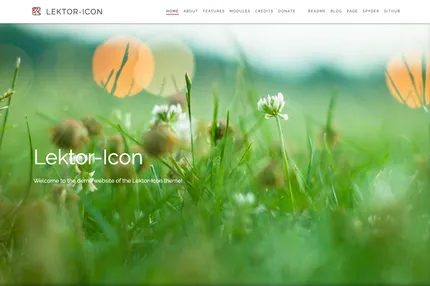 LEKTOR-ICON
HOME ABOUT FEATURES MODULES CREDITS DONATE README BLOG PAGE SPYDER GITHUB
Lektor-Icon
Welcome to the demo website of the Lektor-Icon theme!